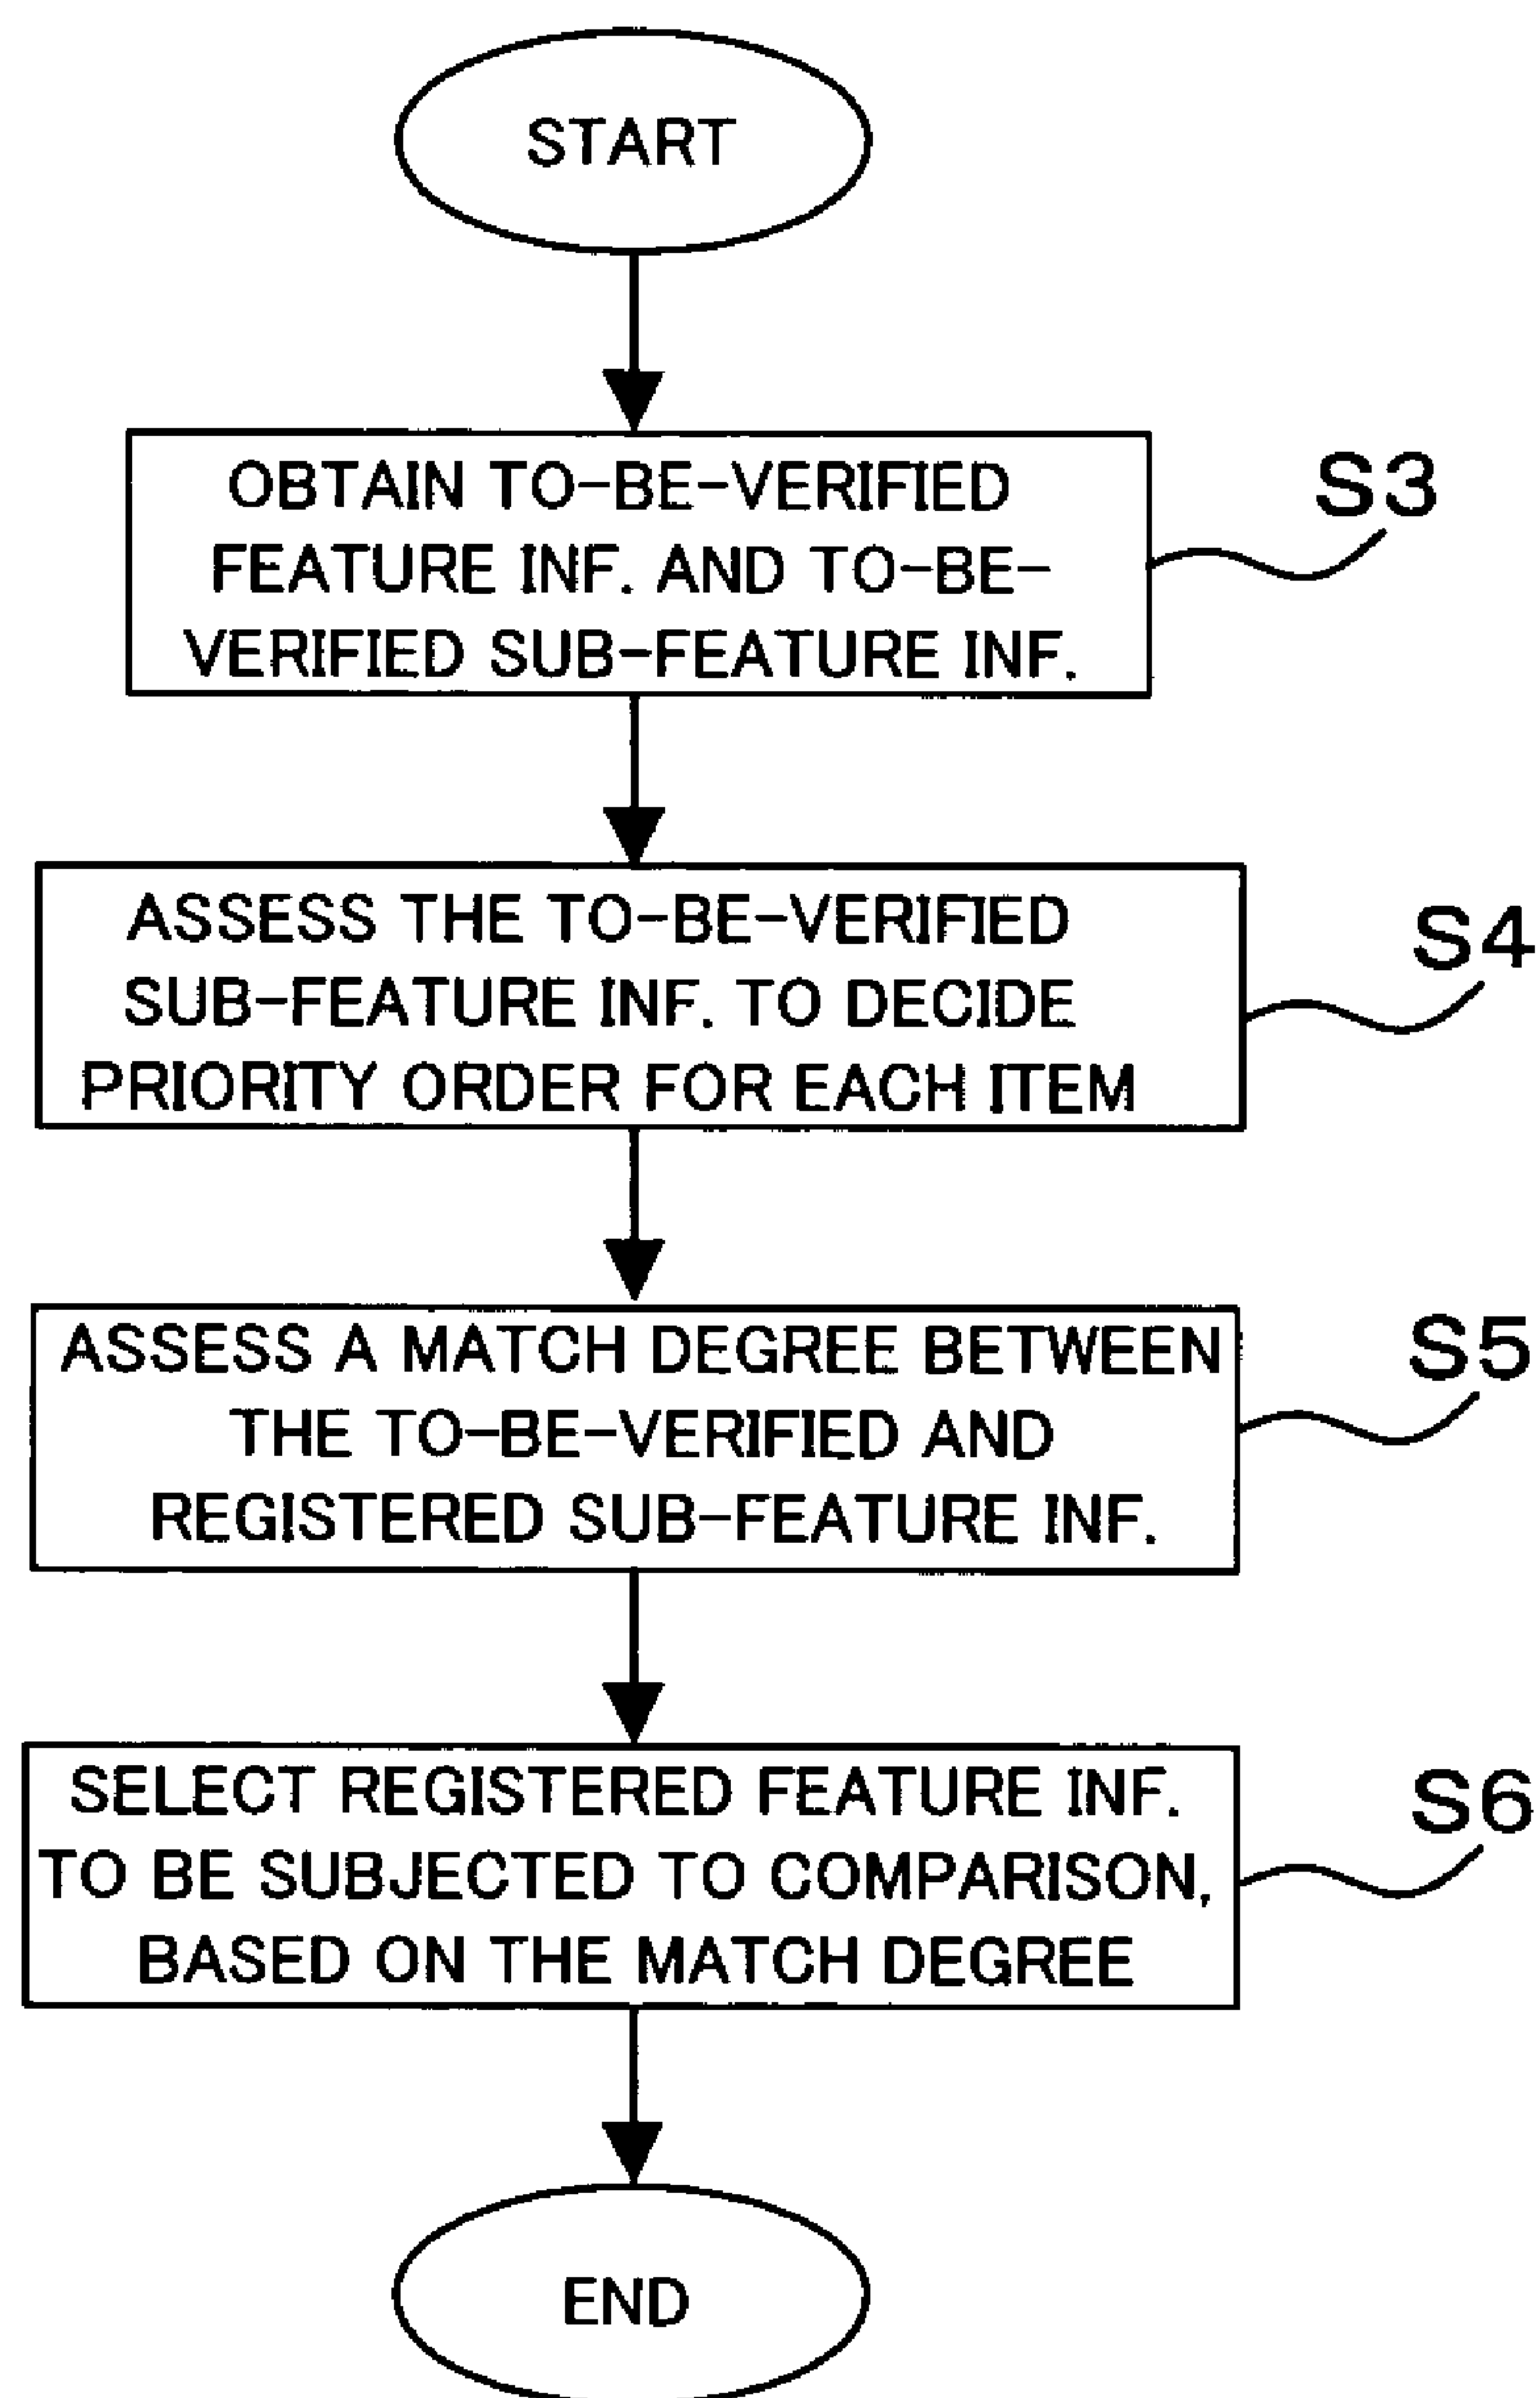 START
OBTAIN TO-BE-VERIFIED
FEATURE INF. AND TO-BE-
VERIFIED SUB-FEATURE INF.
S3
ASSESS THE TO-BE-VERIFIED
SUB-FEATURE INF. TO DECIDE
PRIORITY ORDER FOR EACH ITEM
S4
ASSESS A MATCH DEGREE BETWEEN
THE TO-BE-VERIFIED AND
REGISTERED SUB-FEATURE INF.
S5
SELECT REGISTERED FEATURE INF.
TO BE SUBJECTED TO COMPARISON,
BASED ON THE MATCH DEGREE
S6
END